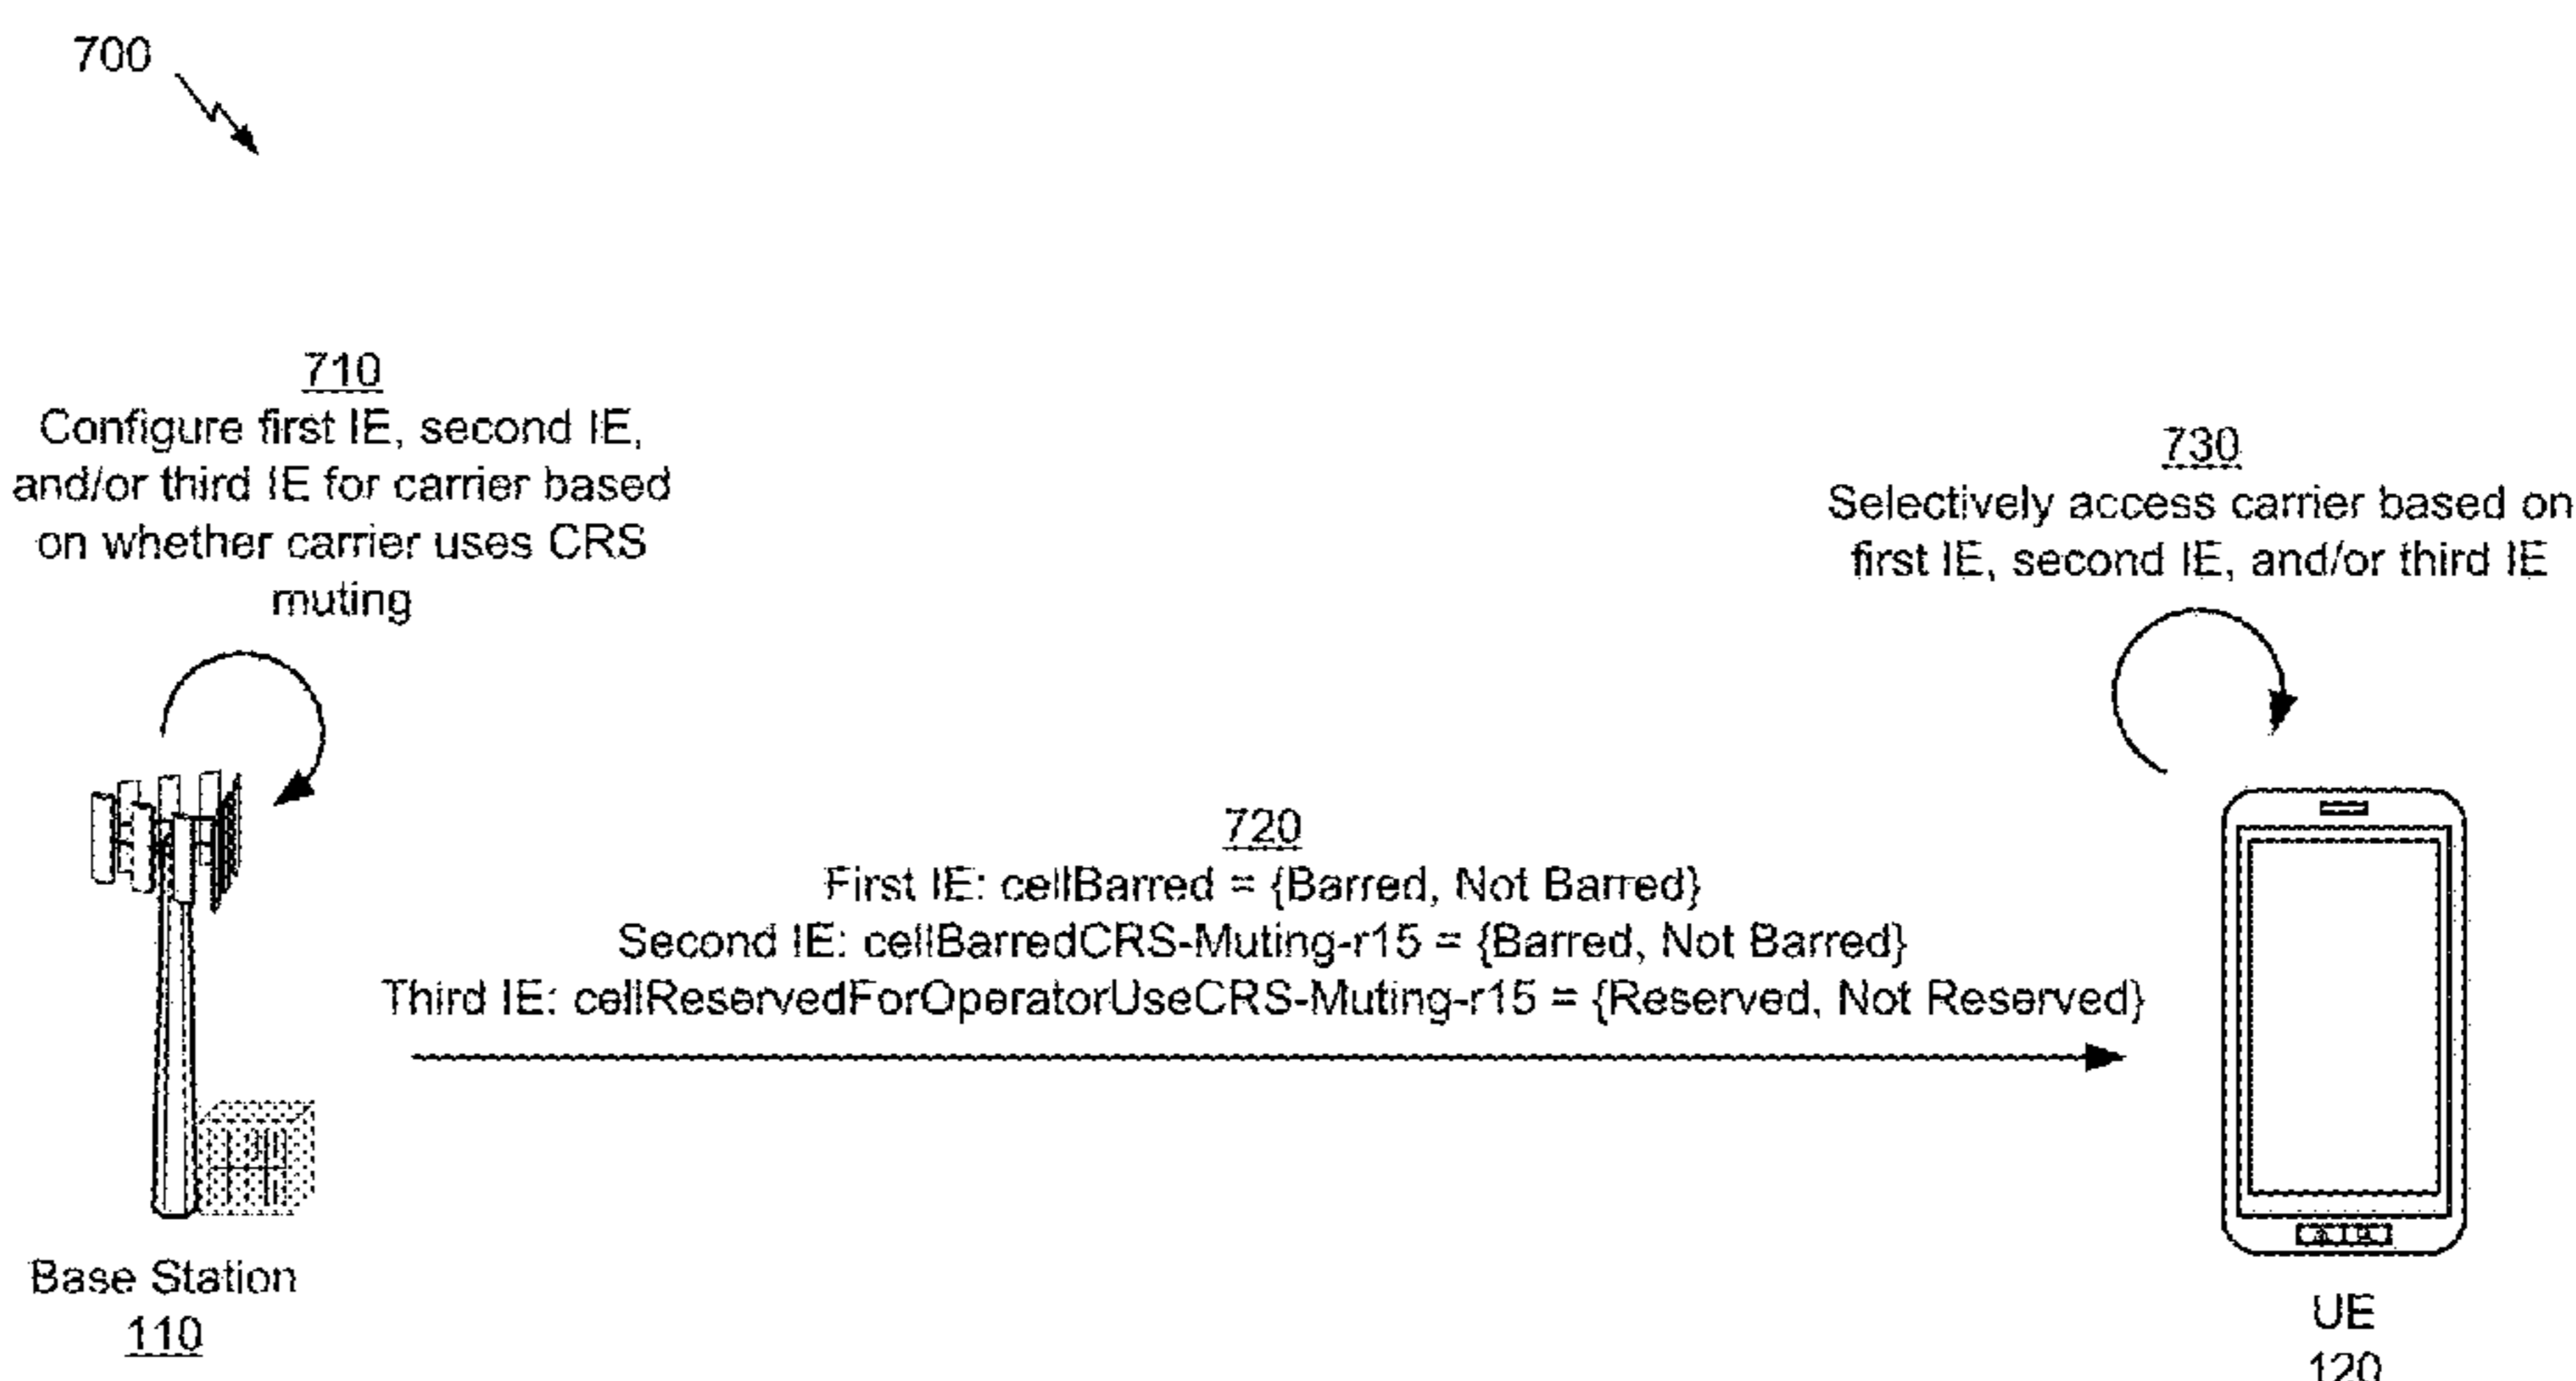 700
710
Configure first IE, second IE,
and/or third IE for carrier based
on whether carrier uses CRS
muting
730
Selectively access carrier based on
first IE, second IE, and/or third IE
720
First IE: cellBarred = {Barred, Not Barred}
Second IE: cellBarredCRS-Muting-r15 = {Barred, Not Barred}
Third IE: cellReservedForOperatorUseCRS-Muting-r15 = {Reserved, Not Reserved}
Base Station
110
UE
120